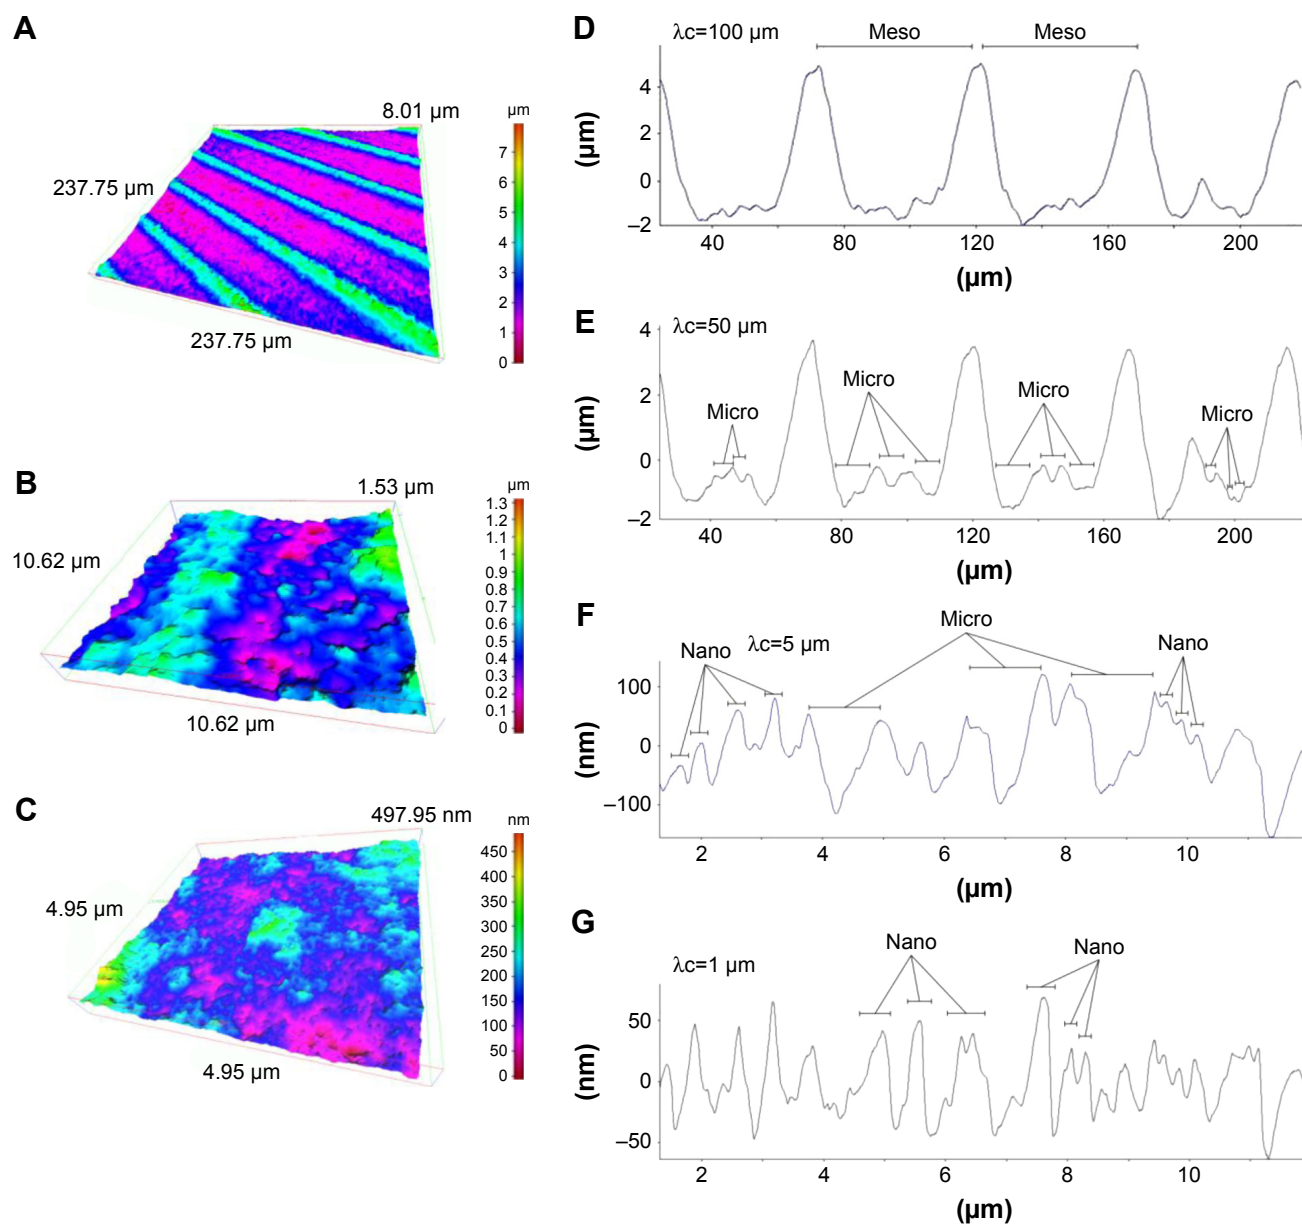 A
8.01 µm
237.75 µm
237.75 µm
µm
7
6
5
4
3
2
1
0
B
1.53 µm
10.62 µm
10.62 µm
µm
1.3
1.2
1.1
1
0.9
0.8
0.7
0.6
0.5
0.4
0.3
0.2
0.1
0
C
497.95 nm
4.95 µm
4.95 µm
nm
450
400
350
300
250
200
150
100
50
0
D
λc=100 µm
Meso
Meso
4
2
0
–2
(µm)
40
80
120
160
200
(µm)
E
λc=50 µm
Micro
Micro
Micro
Micro
4
2
0
–2
(µm)
40
80
120
160
200
(µm)
F
Micro
Nano
λc=5 µm
Nano
100
0
–100
(nm)
2
4
6
8
10
(µm)
G
Nano
Nano
λc=1 µm
50
0
–50
(nm)
2
4
6
8
10
(µm)